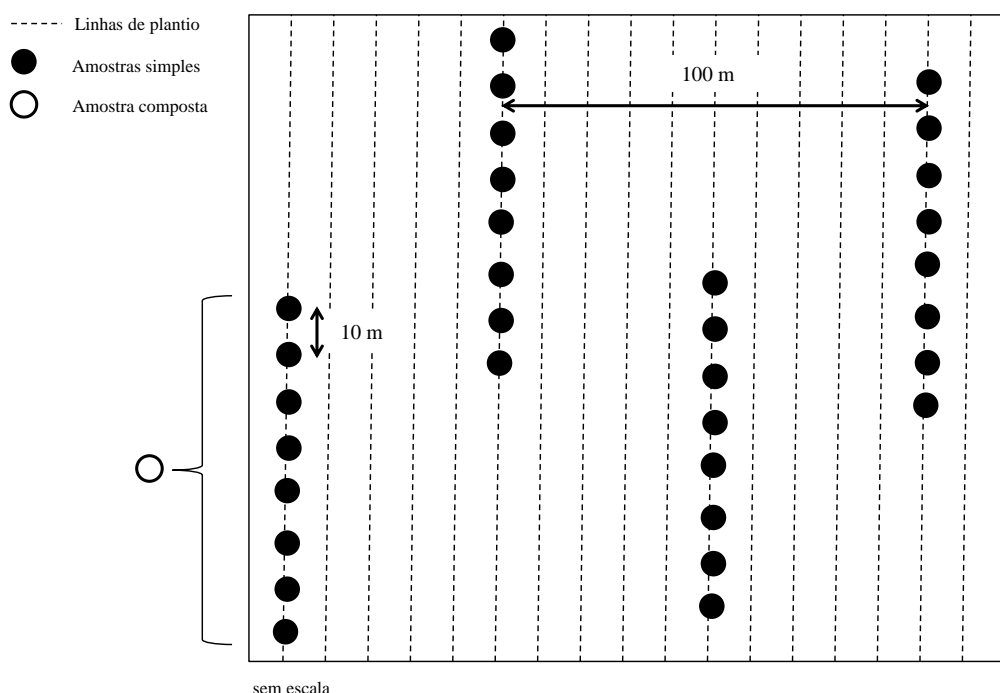 Linhas de plantio
Amostras simples
Amostra composta
100 m
10 m
sem escala